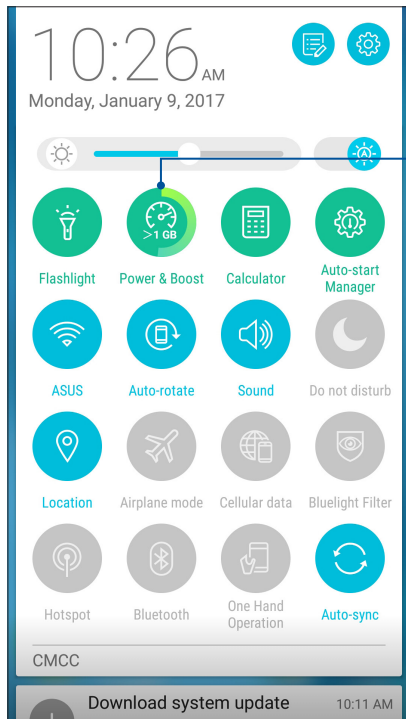 10:26 AM
Monday, January 9, 2017
A
>1 GB
Flashlight
Power & Boost
Calculator
Auto-start
Manager
ASUS
Auto-rotate
Sound
Do not disturb
Location
Airplane mode
Cellular data
Bluelight Filter
Hotspot
Bluetooth
One Hand
Operation
Auto-sync
CMCC
Download system update
10:11 AM